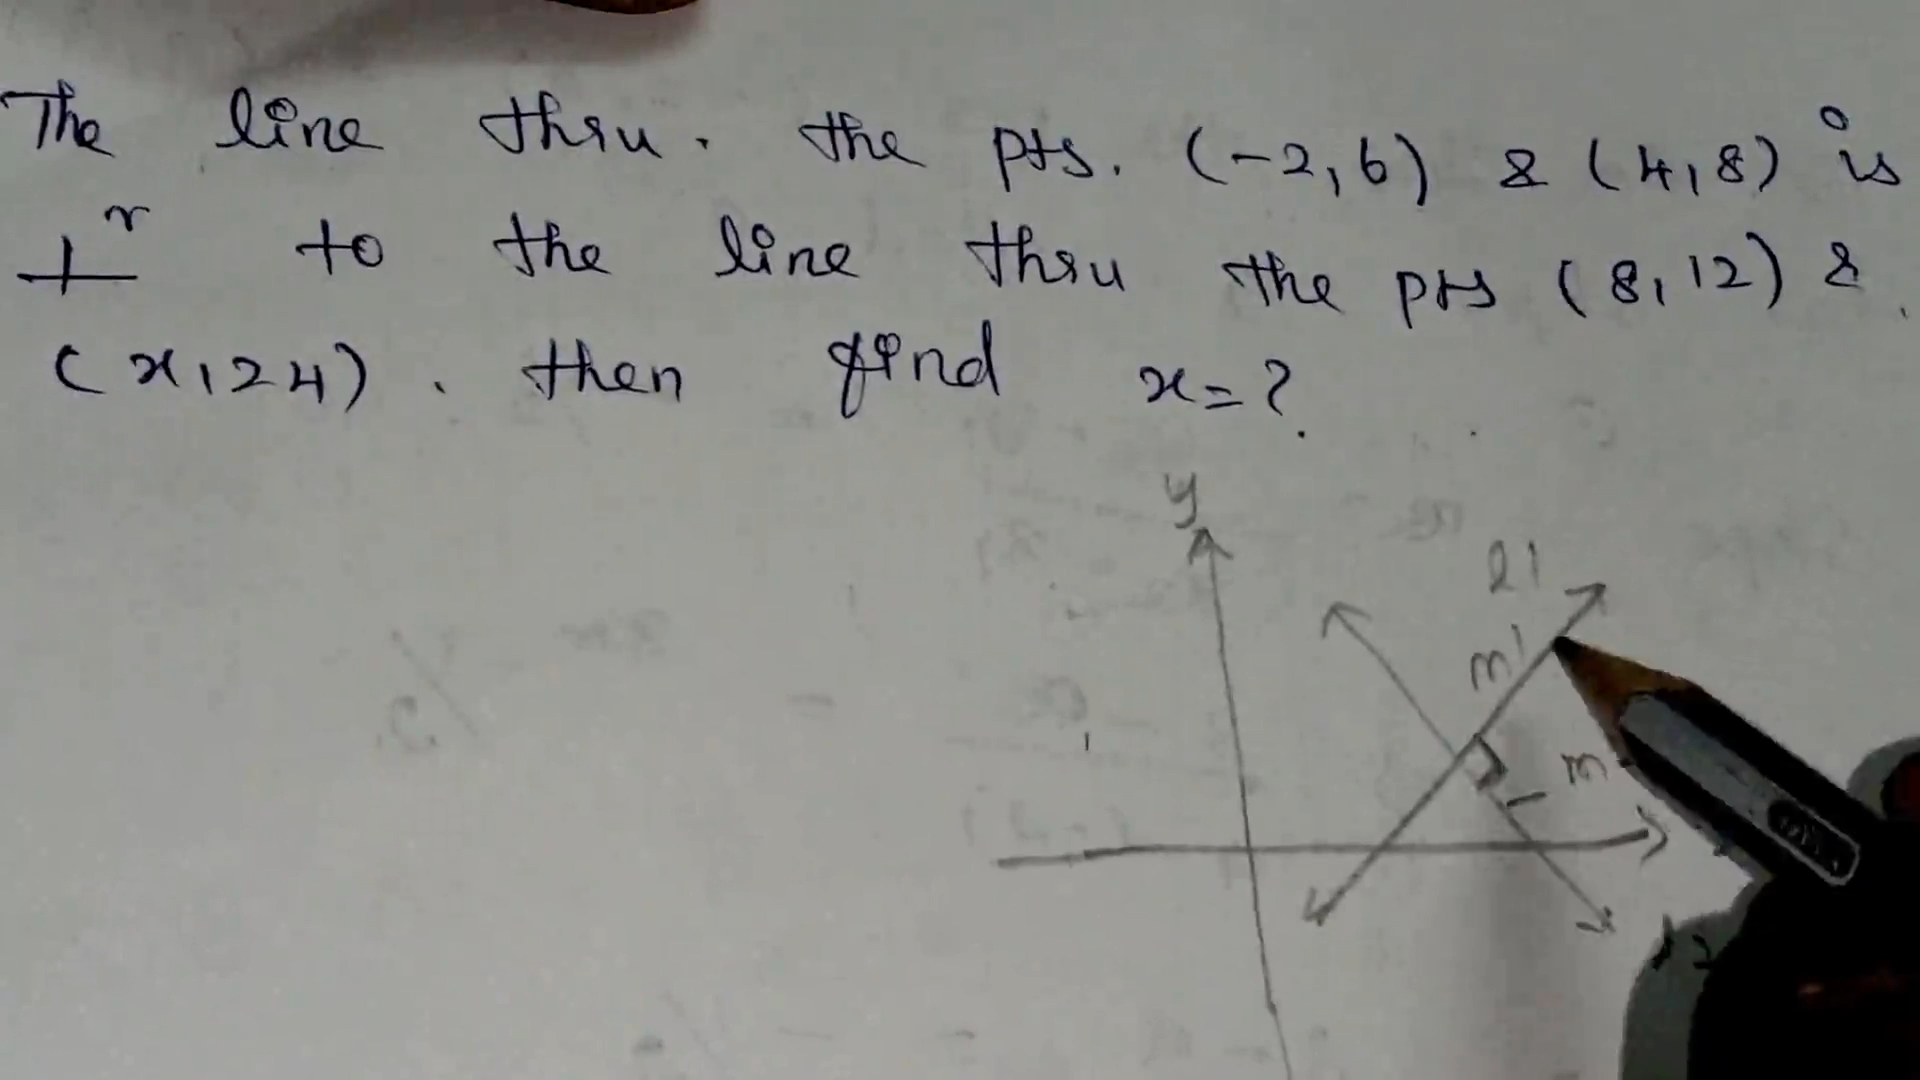 The line thru. the pts. (-2,6) & (4,8) is
⊥r to the line thru the pts (8,12) &
(x,24). then find x=?
y
l1
m1
m